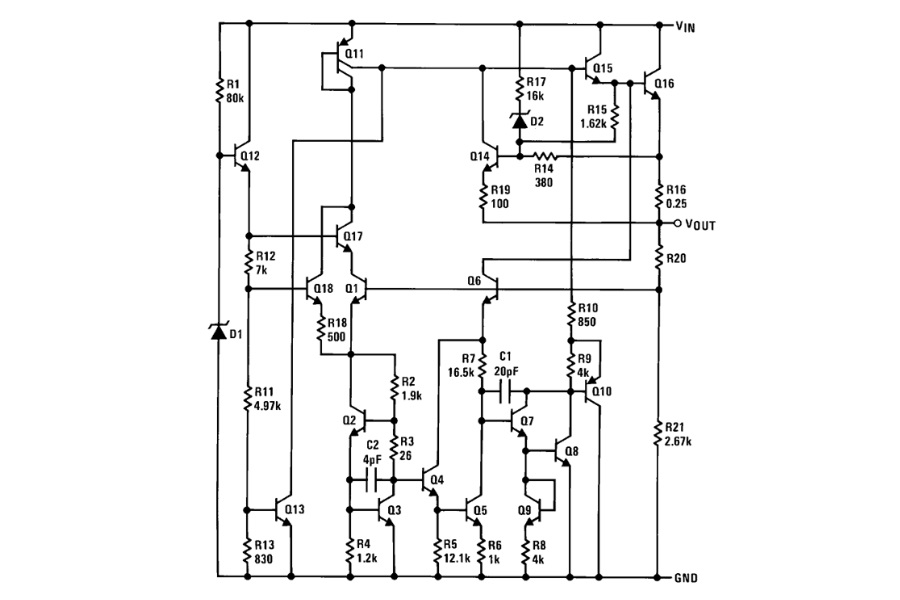 VIN
Q11
R1
80k
R17
16k
Q15
Q16
R15
1.62k
D2
Q12
Q14
R14
380
R19
100
R16
0.25
VOUT
Q17
R12
7k
R20
Q18
Q1
Q6
R18
500
R10
850
D1
R7
16.5k
C1
20pF
R9
4k
Q10
R2
1.9k
R11
4.97k
Q2
Q7
R3
26
R21
2.67k
C2
4pF
Q8
Q4
Q13
Q3
Q5
Q9
R13
830
R4
1.2k
R5
12.1k
R6
1k
R8
4k
GND